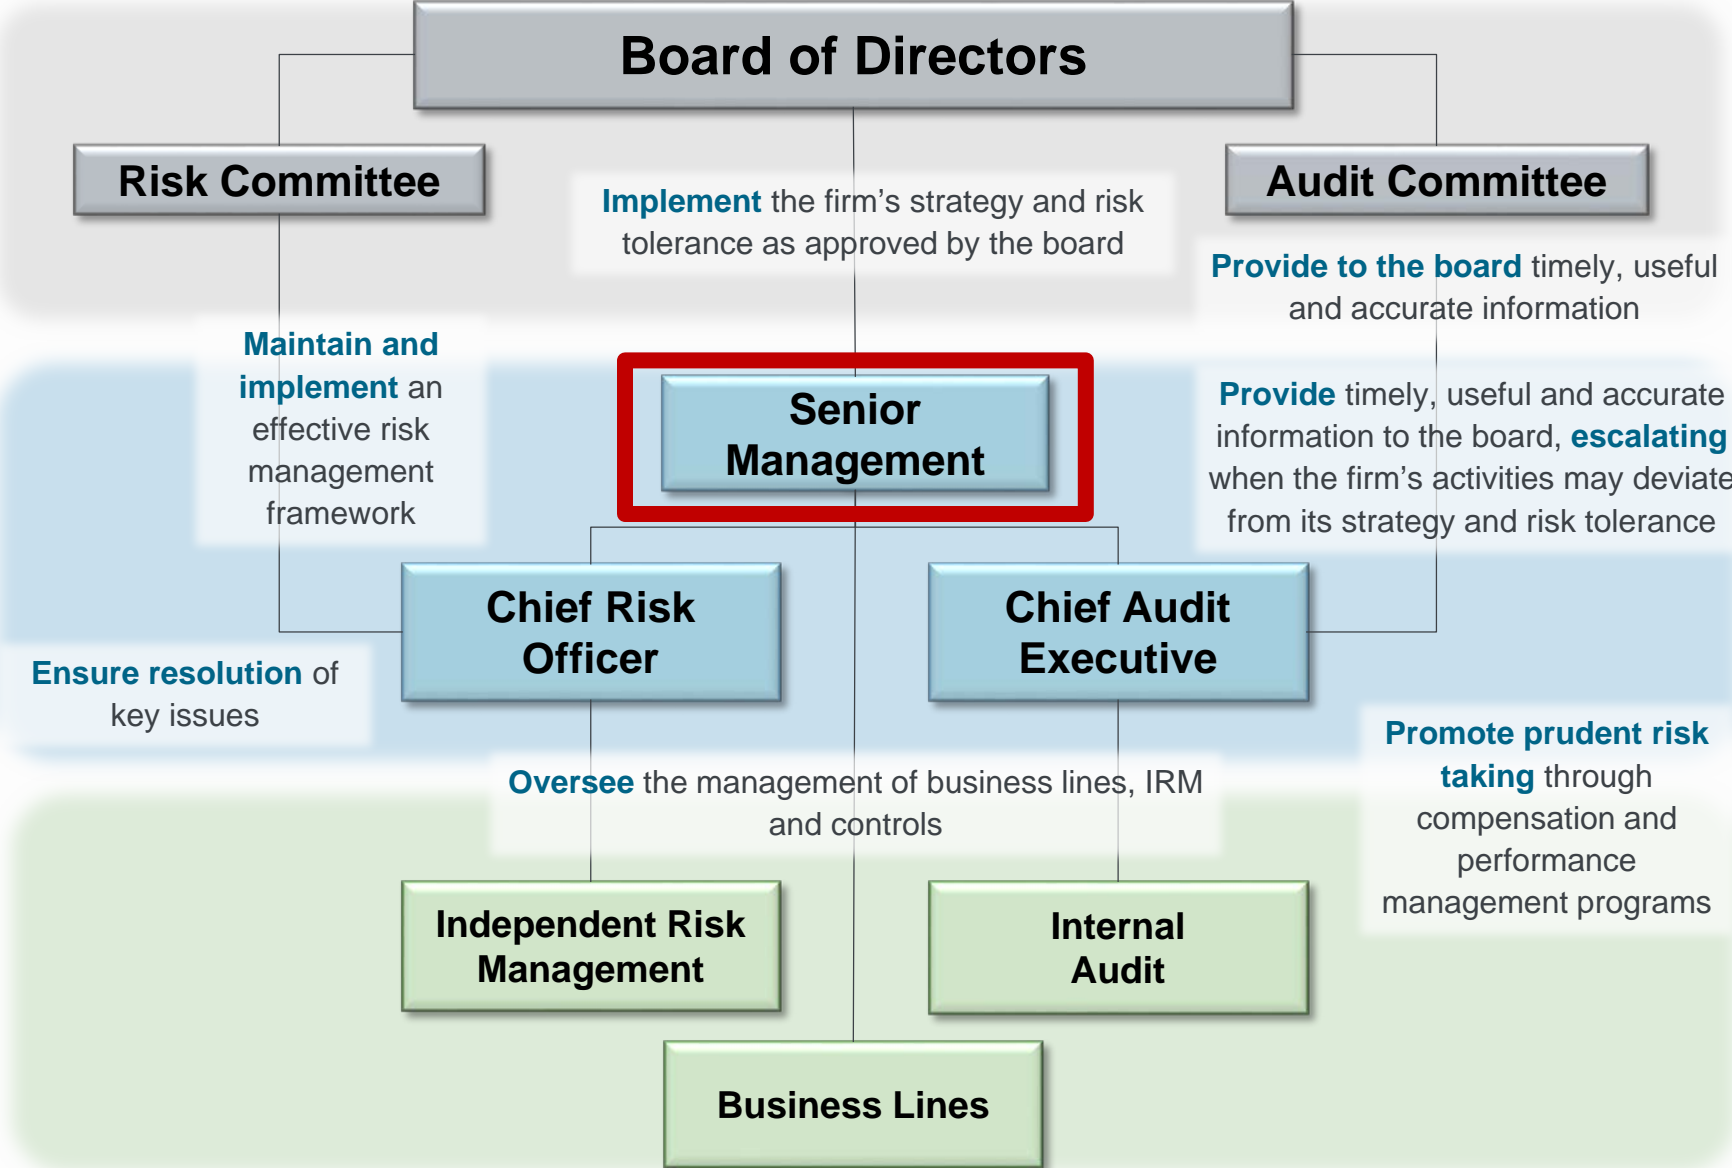 Board of Directors
Risk Committee
Audit Committee
Implement the firm’s strategy and risk
tolerance as approved by the board
Provide to the board timely, useful
and accurate information
Maintain and
implement an
effective risk
management
framework
Senior
Management
Provide timely, useful and accurate
information to the board, escalating
when the firm’s activities may deviate
from its strategy and risk tolerance
Chief Risk
Officer
Chief Audit
Executive
Ensure resolution of
key issues
Oversee the management of business lines, IRM
and controls
Promote prudent risk
taking through
compensation and
performance
management programs
Independent Risk
Management
Internal
Audit
Business Lines